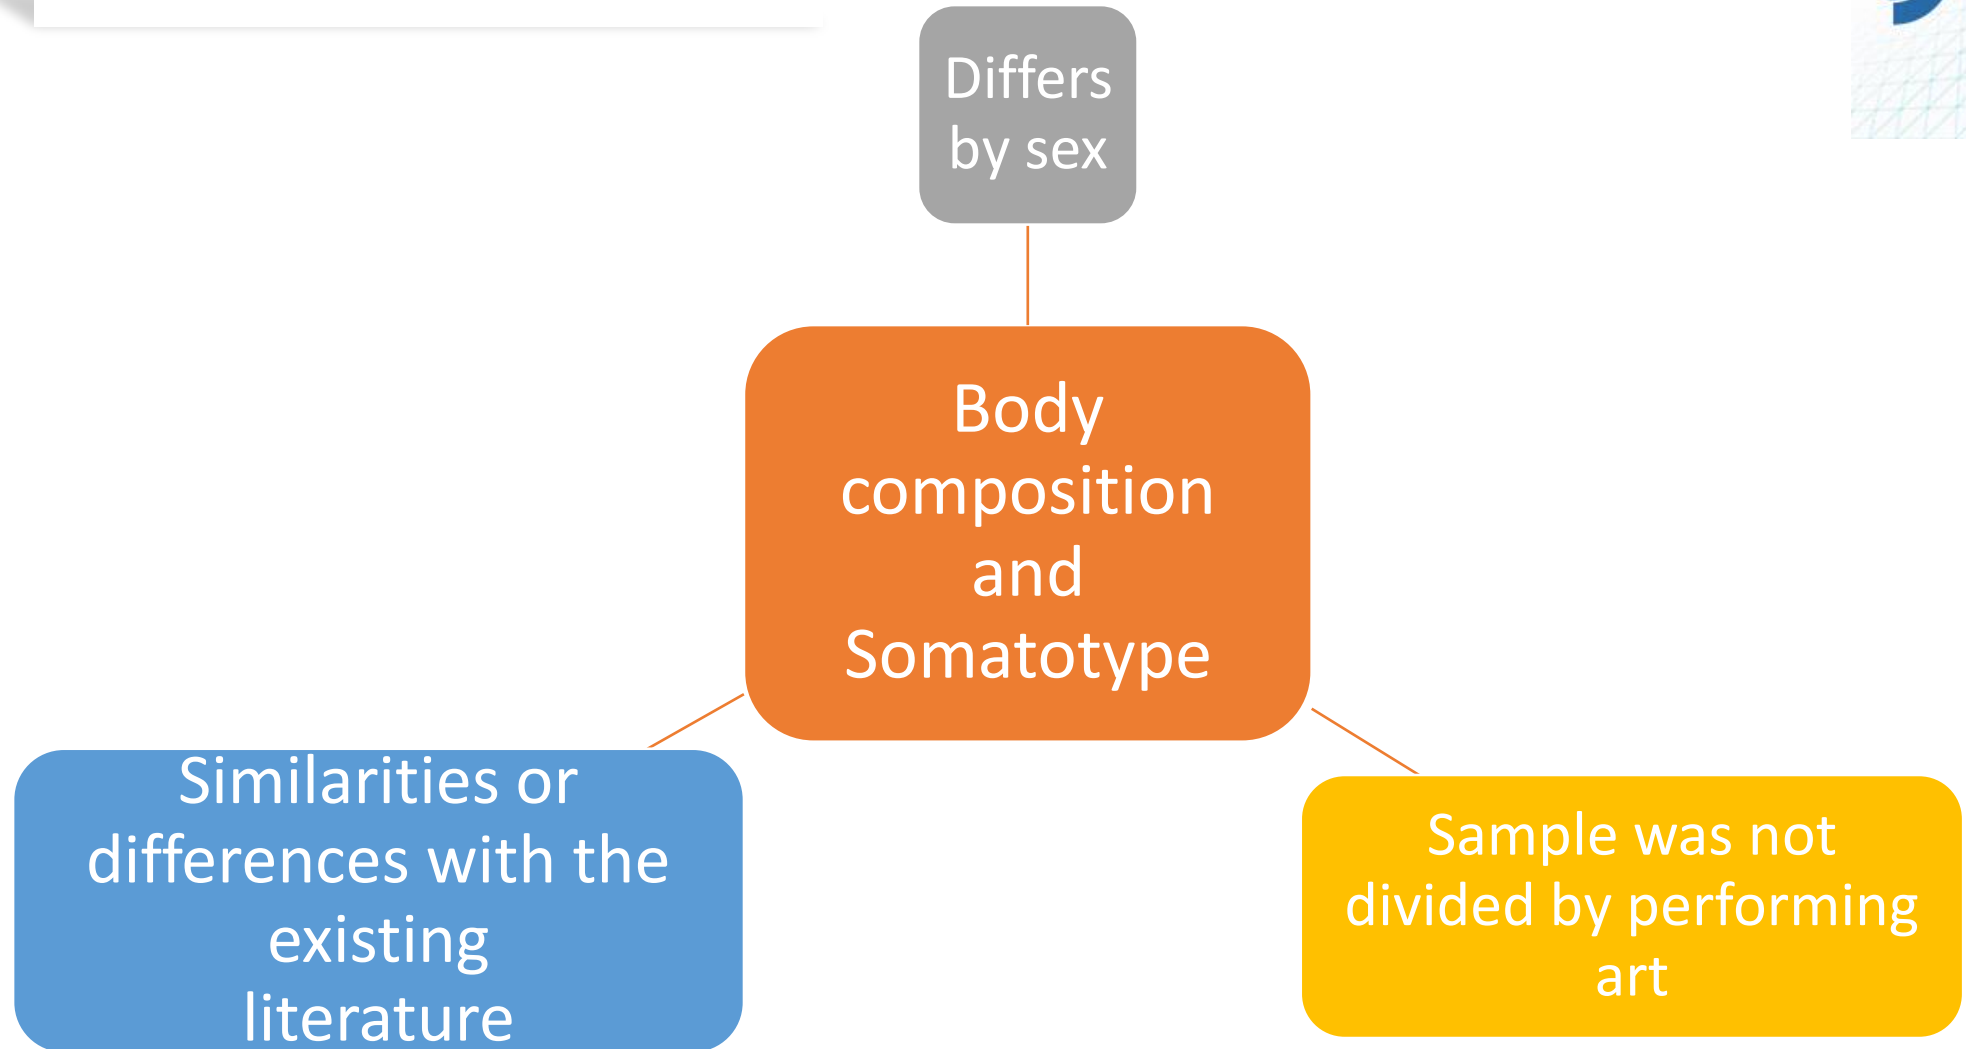 Differs
by sex
Body
composition
and
Somatotype
Similarities or
differences with the
existing
literature
Sample was not
divided by performing
art